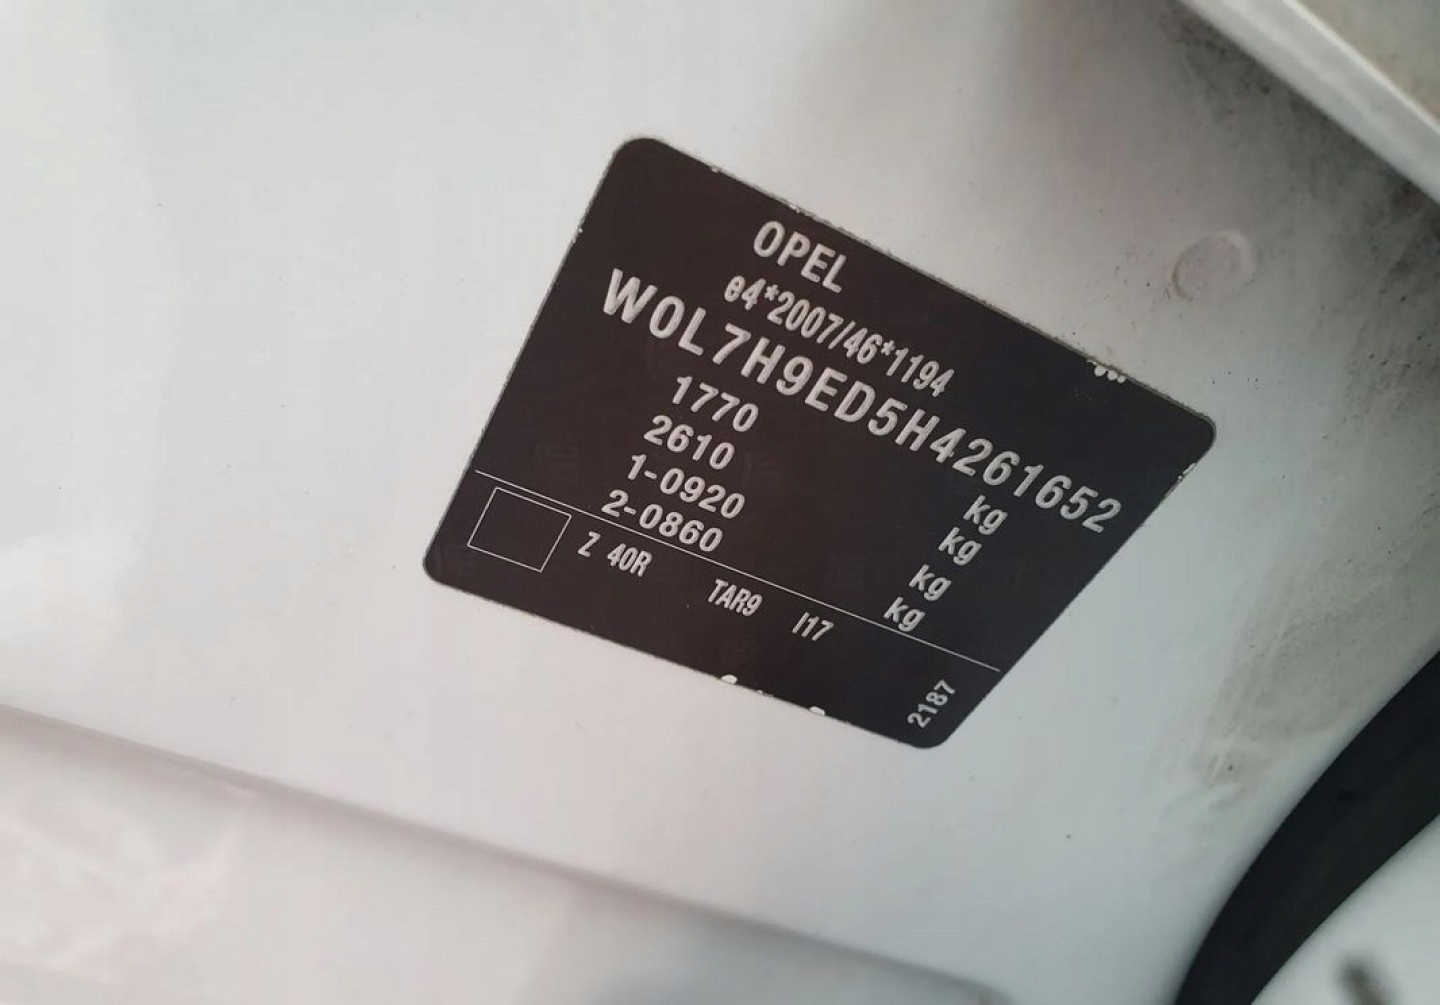 OPEL
e4*2007/46*1194
W0L7H9ED5H4261652
1770 kg
2610 kg
1-0920 kg
2-0860 kg
Z 40R TAR9 I17
2187